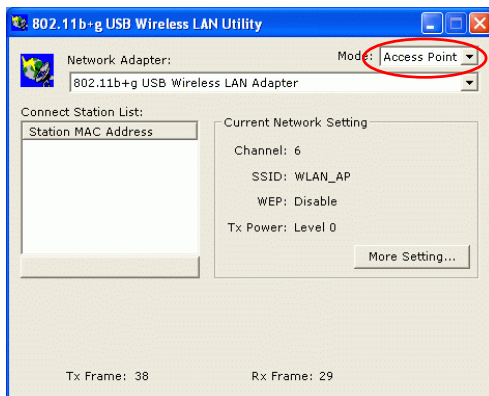 802.11b+g USB Wireless LAN Utility
Network Adapter:
Mode: Access Point
802.11b+g USB Wireless LAN Adapter
Connect Station List:
Station MAC Address
Current Network Setting
Channel: 6
SSID: WLAN_AP
WEP: Disable
Tx Power: Level 0
More Setting...
Tx Frame: 38
Rx Frame: 29